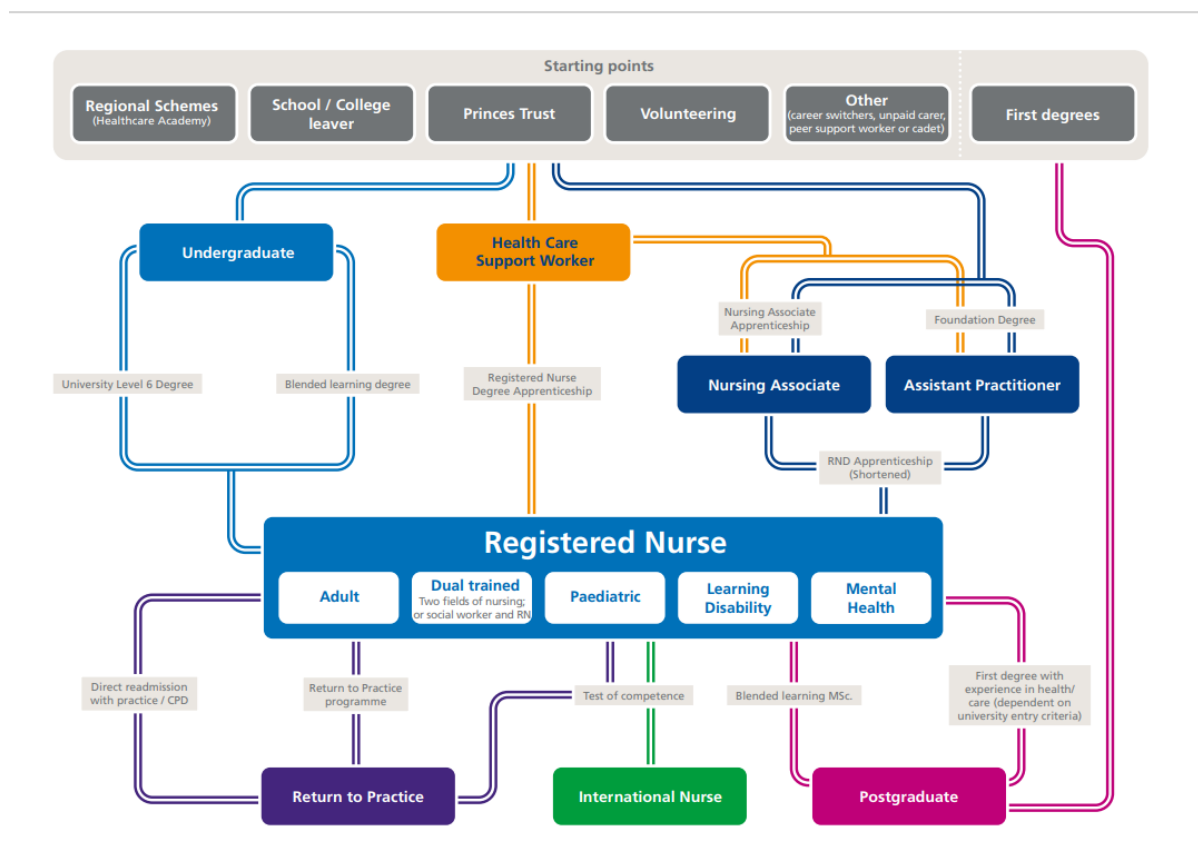 Starting points
Regional Schemes
(Healthcare Academy)
School / College
leaver
Princes Trust
Volunteering
Other
(career switchers, unpaid carer,
peer support worker or cadet)
First degrees
Undergraduate
Health Care
Support Worker
Nursing Associate
Apprenticeship
Foundation Degree
University Level 6 Degree
Blended learning degree
Registered Nurse
Degree Apprenticeship
Nursing Associate
Assistant Practitioner
RND Apprenticeship
(Shortened)
Registered Nurse
Adult
Dual trained
Two fields of nursing;
or social worker and RN
Paediatric
Learning
Disability
Mental
Health
Direct readmission
with practice / CPD
Return to Practice
programme
Test of competence
Blended learning MSc.
First degree with
experience in health/
care (dependent on
university entry criteria)
Return to Practice
International Nurse
Postgraduate